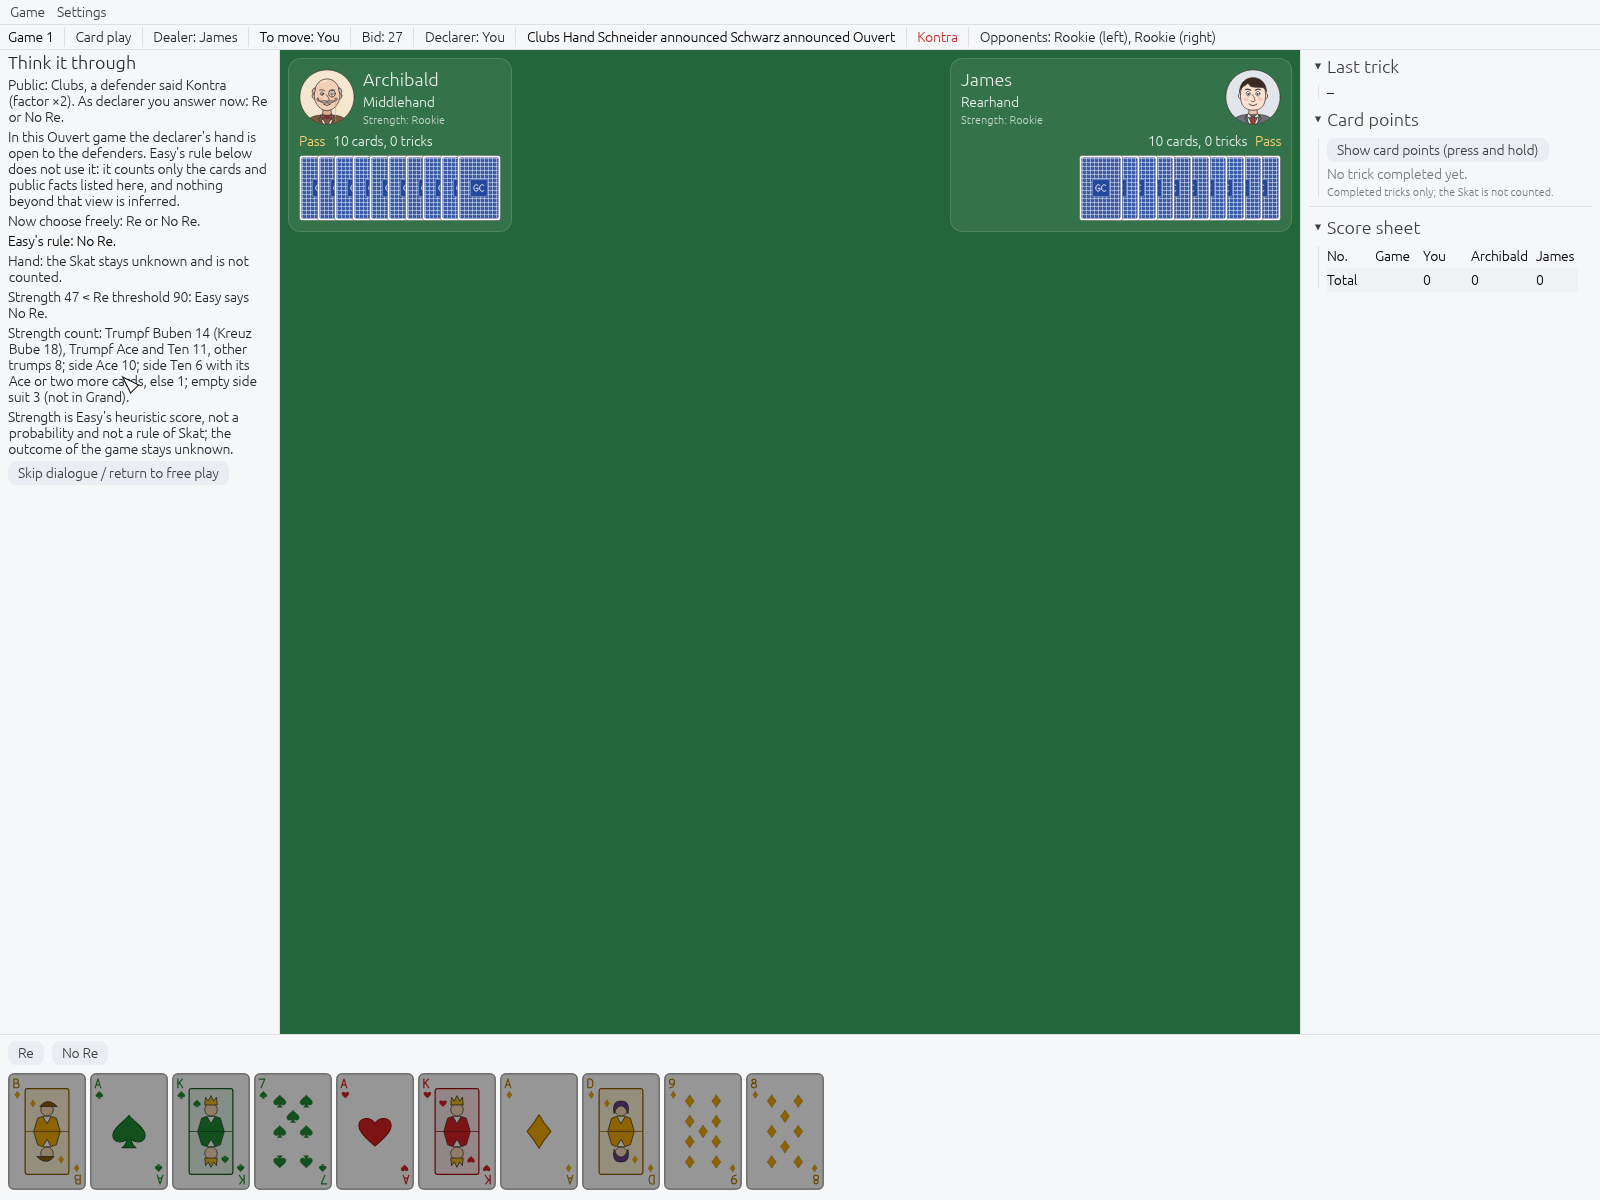 Game Settings
Game 1 Card play Dealer: James To move: You Bid: 27 Declarer: You Clubs Hand Schneider announced Schwarz announced Ouvert Kontra Opponents: Rookie (left), Rookie (right)
Think it through
Public: Clubs, a defender said Kontra
(factor ×2). As declarer you answer now: Re
or No Re.
In this Ouvert game the declarer's hand is
open to the defenders. Easy's rule below
does not use it: it counts only the cards and
public facts listed here, and nothing
beyond that view is inferred.
Now choose freely: Re or No Re.
Easy's rule: No Re.
Hand: the Skat stays unknown and is not
counted.
Strength 47 < Re threshold 90: Easy says
No Re.
Strength count: Trumpf Buben 14 (Kreuz
Bube 18), Trumpf Ace and Ten 11, other
trumps 8; side Ace 10; side Ten 6 with its
Ace or two more cards, else 1; empty side
suit 3 (not in Grand).
Strength is Easy's heuristic score, not a
probability and not a rule of Skat; the
outcome of the game stays unknown.
Skip dialogue / return to free play
Archibald
Middlehand
Strength: Rookie
Pass 10 cards, 0 tricks
GC
James
Rearhand
Strength: Rookie
10 cards, 0 tricks Pass
GC
Last trick
–
Card points
Show card points (press and hold)
No trick completed yet.
Completed tricks only; the Skat is not counted.
Score sheet
No. Game You Archibald James
Total 0 0 0
Re No Re
B A K 7 A K A D 9 8
B A K 7 A K A D 9 8